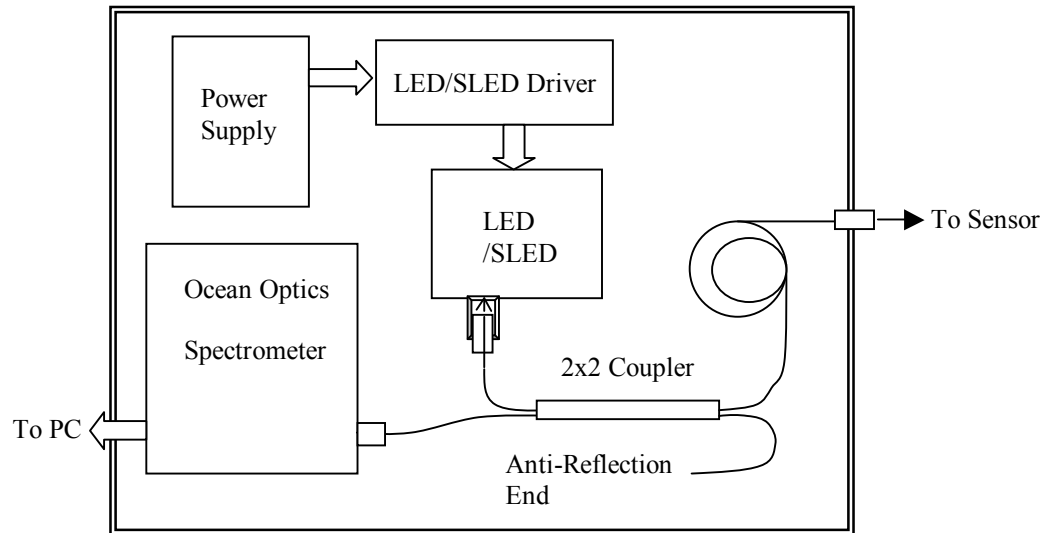 Power
Supply
LED/SLED Driver
LED
/SLED
To Sensor
Ocean Optics
Spectrometer
2x2 Coupler
To PC
Anti-Reflection
End